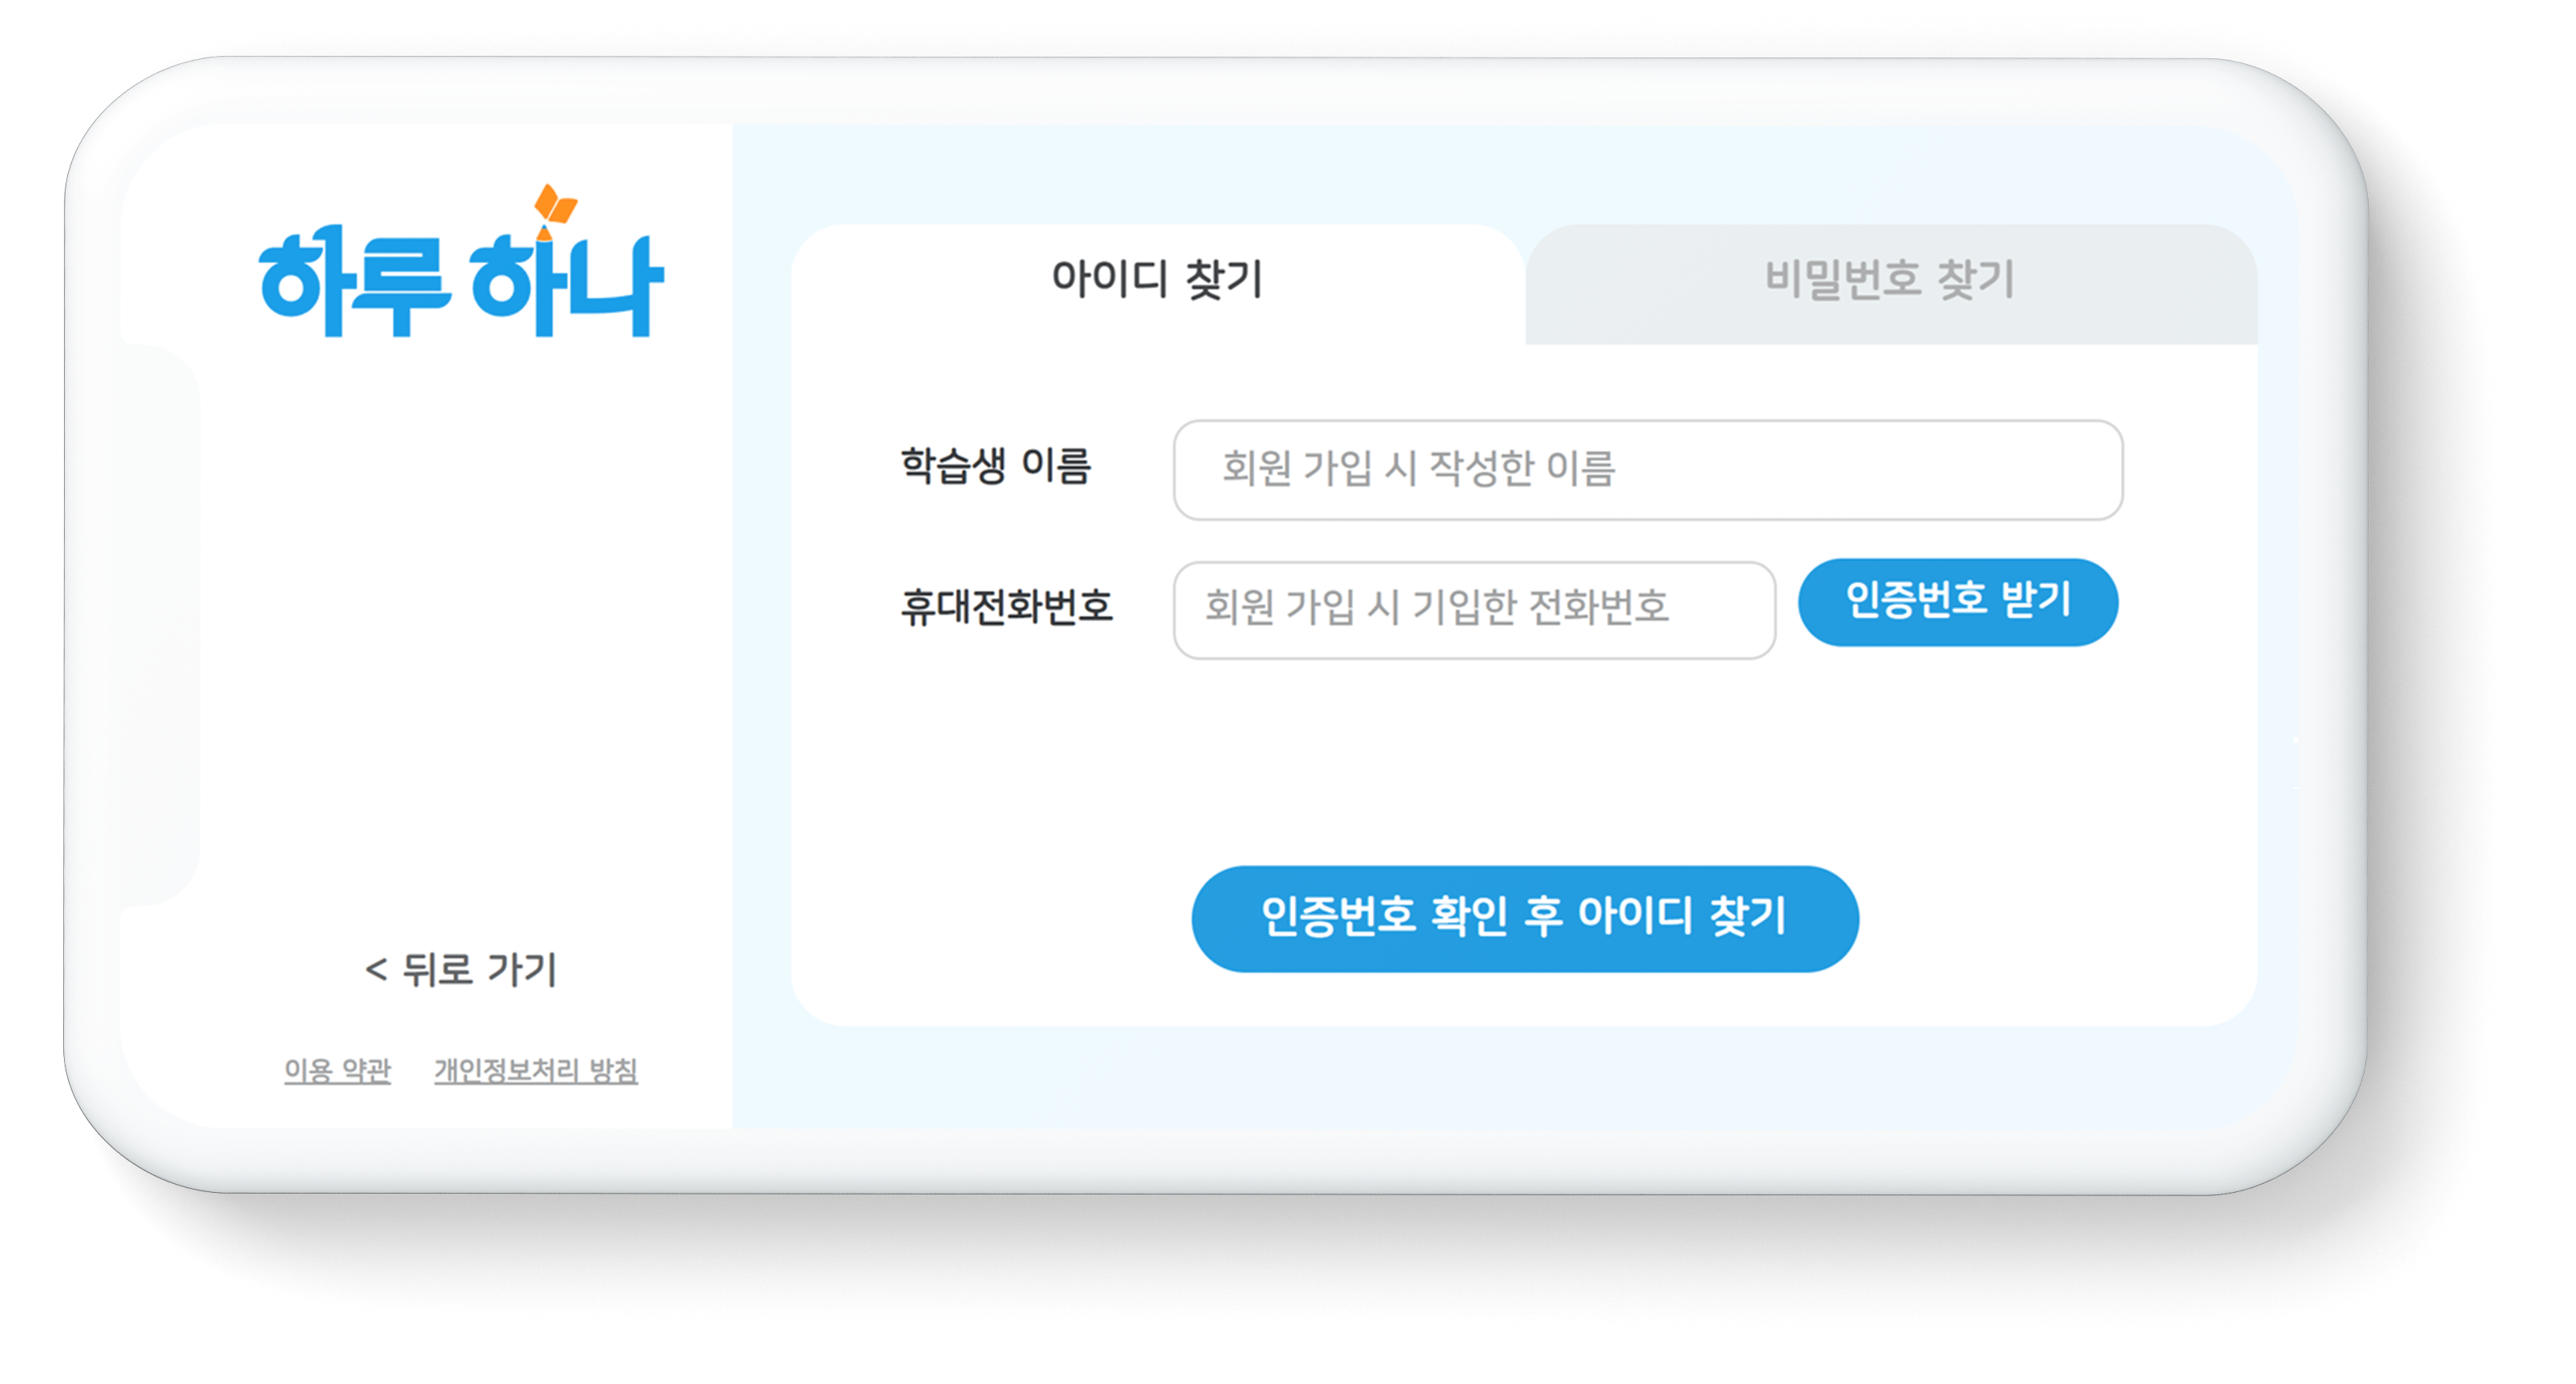 하루 하나
아이디 찾기
비밀번호 찾기
학습생 이름
회원 가입 시 작성한 이름
휴대전화번호
회원 가입 시 기입한 전화번호
인증번호 받기
인증번호 확인 후 아이디 찾기
< 뒤로 가기
이용 약관
개인정보처리 방침